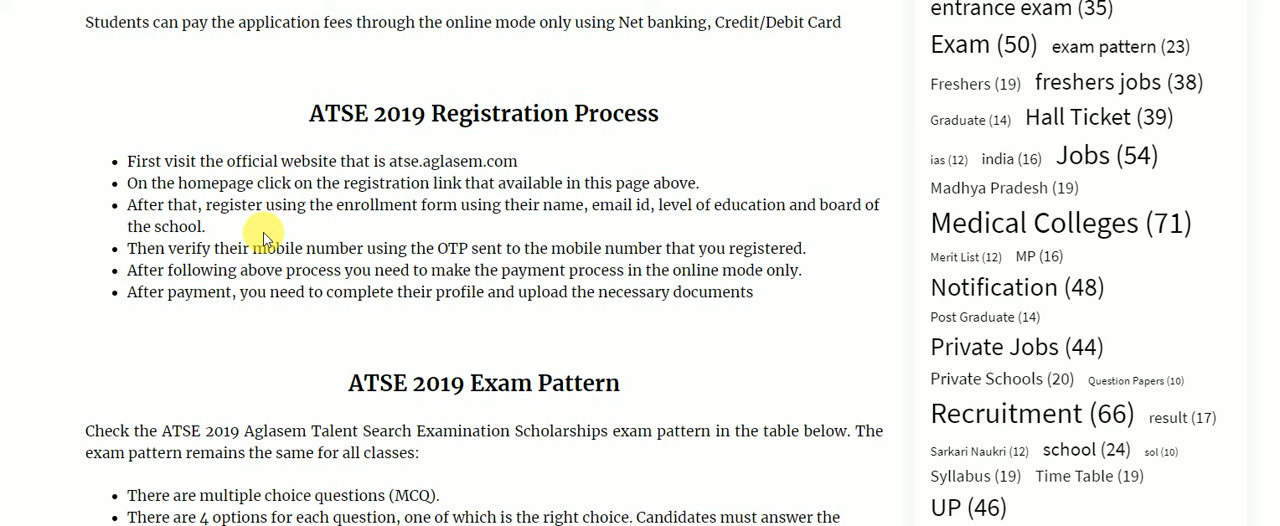 Students can pay the application fees through the online mode only using Net banking, Credit/Debit Card
ATSE 2019 Registration Process
First visit the official website that is atse.aglasem.com
On the homepage click on the registration link that available in this page above.
After that, register using the enrollment form using their name, email id, level of education and board of
the school.
Then verify their mobile number using the OTP sent to the mobile number that you registered.
After following above process you need to make the payment process in the online mode only.
After payment, you need to complete their profile and upload the necessary documents
ATSE 2019 Exam Pattern
Check the ATSE 2019 Aglasem Talent Search Examination Scholarships exam pattern in the table below. The
exam pattern remains the same for all classes:
There are multiple choice questions (MCQ).
There are 4 options for each question, one of which is the right choice. Candidates must answer the
entrance exam (35)
Exam (50) exam pattern (23)
Freshers (19) freshers jobs (38)
Graduate (14) Hall Ticket (39)
ias (12) india (16) Jobs (54)
Madhya Pradesh (19)
Medical Colleges (71)
Merit List (12) MP (16)
Notification (48)
Post Graduate (14)
Private Jobs (44)
Private Schools (20) Question Papers (10)
Recruitment (66) result (17)
Sarkari Naukri (12) school (24) sol (10)
Syllabus (19) Time Table (19)
UP (46)